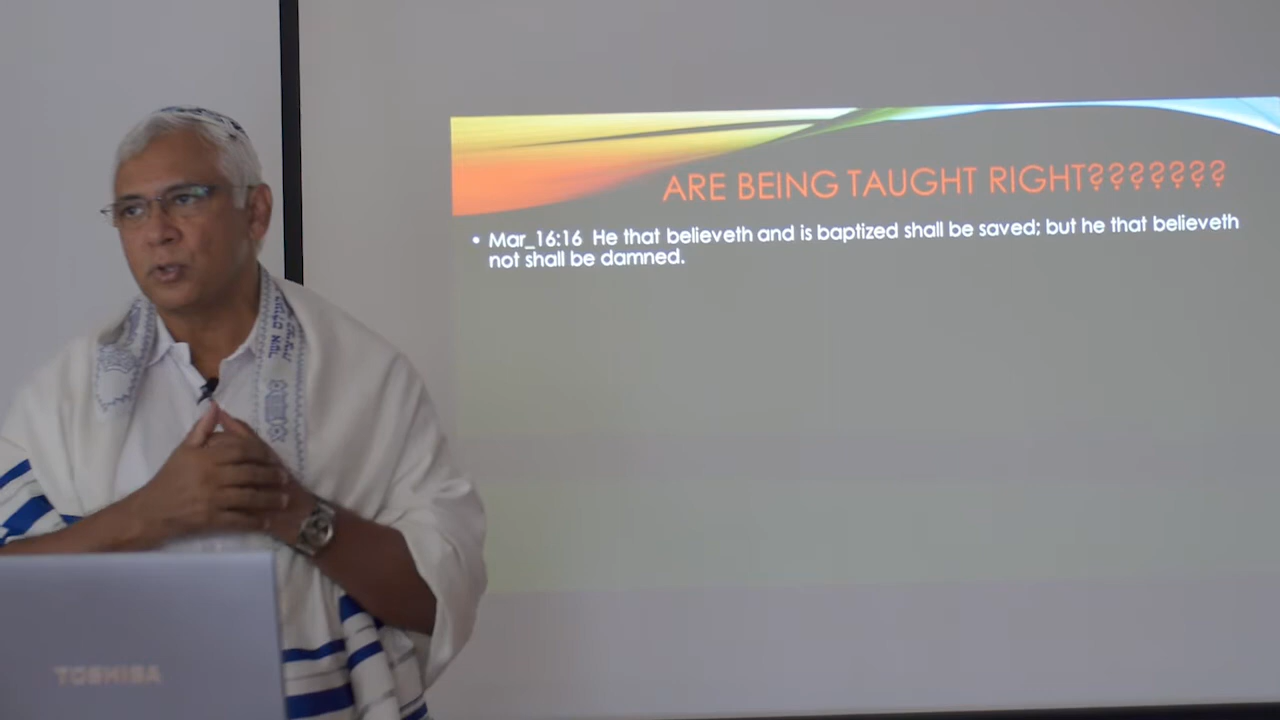 ARE BEING TAUGHT RIGHT???????
• Mar_16:16 He that believeth and is baptized shall be saved; but he that believeth
not shall be damned.
TOSHIBA